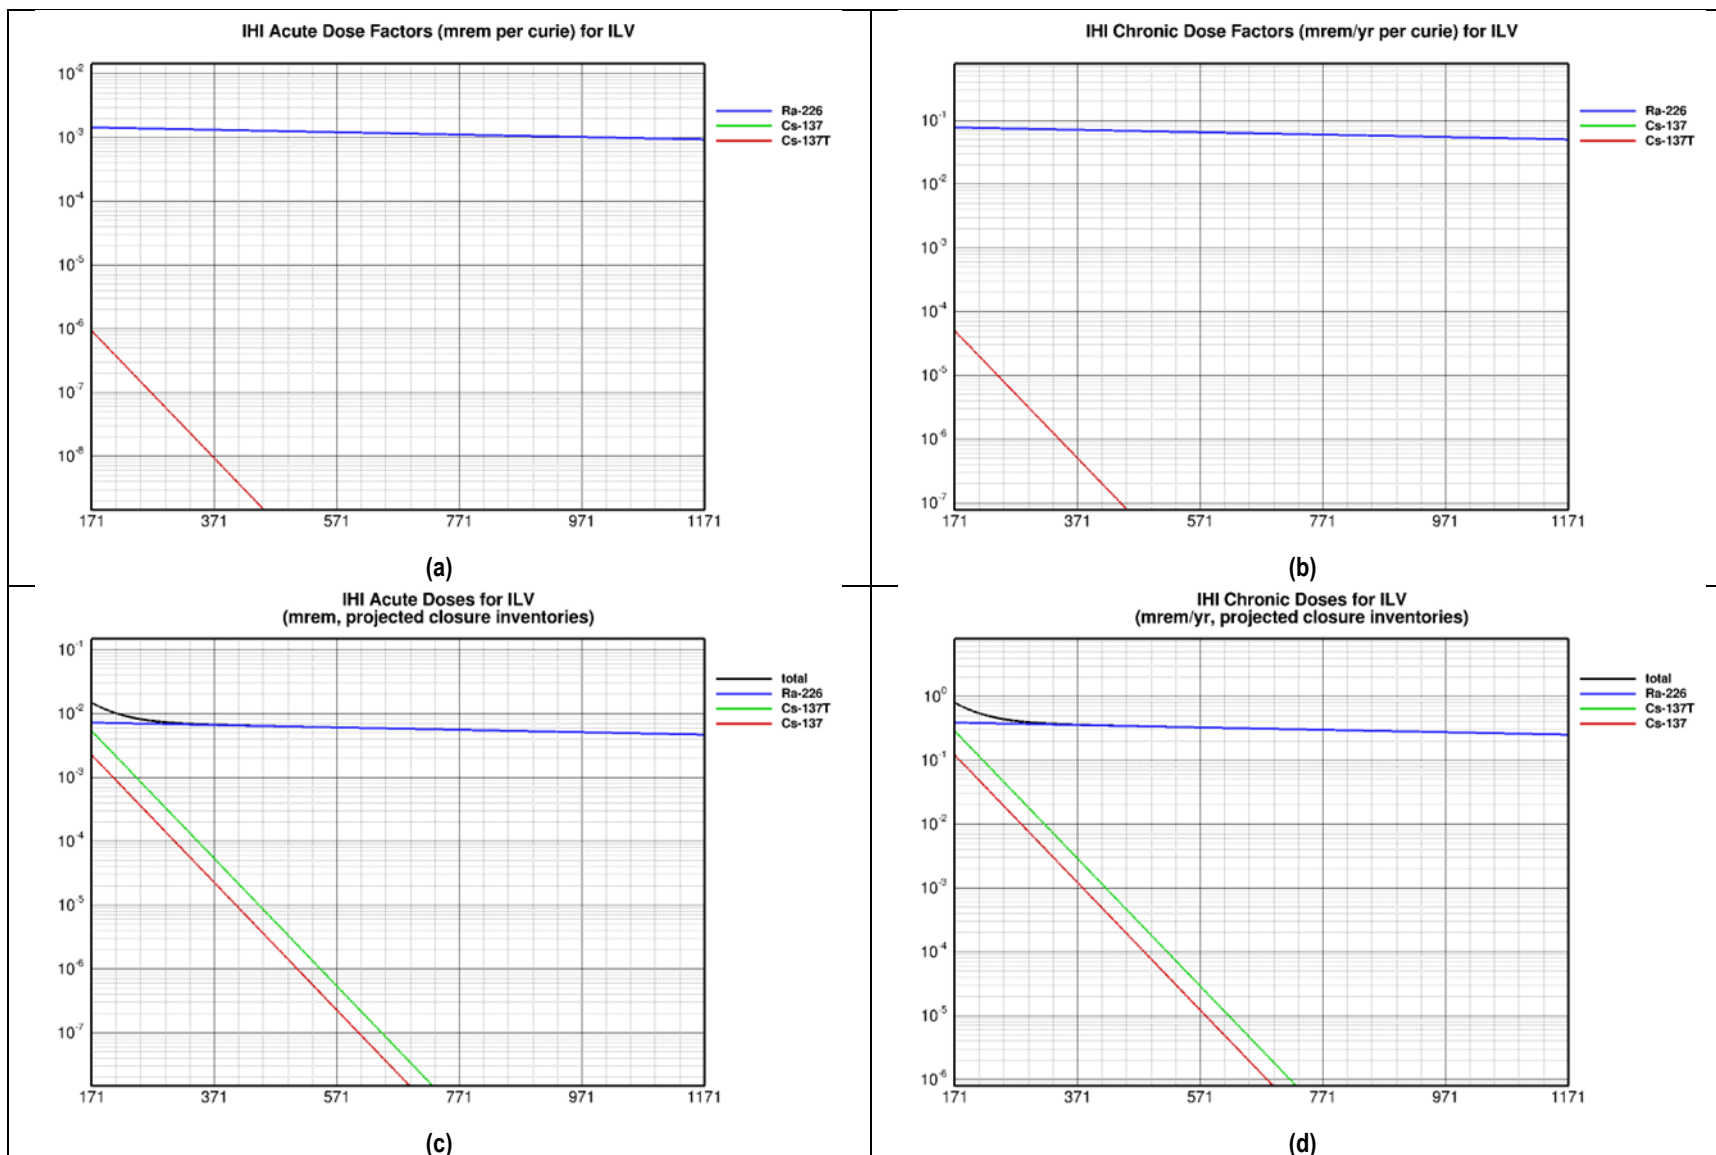 IHI Acute Dose Factors (mrem per curie) for ILV
10-2
10-3
10-4
10-5
10-6
10-7
10-8
171 371 571 771 971 1171
Ra-226
Cs-137
Cs-137T
(a)
IHI Chronic Dose Factors (mrem/yr per curie) for ILV
10-1
10-2
10-3
10-4
10-5
10-6
10-7
171 371 571 771 971 1171
Ra-226
Cs-137
Cs-137T
(b)
IHI Acute Doses for ILV
(mrem, projected closure inventories)
10-1
10-2
10-3
10-4
10-5
10-6
10-7
171 371 571 771 971 1171
total
Ra-226
Cs-137T
Cs-137
(c)
IHI Chronic Doses for ILV
(mrem/yr, projected closure inventories)
100
10-1
10-2
10-3
10-4
10-5
10-6
171 371 571 771 971 1171
total
Ra-226
Cs-137T
Cs-137
(d)